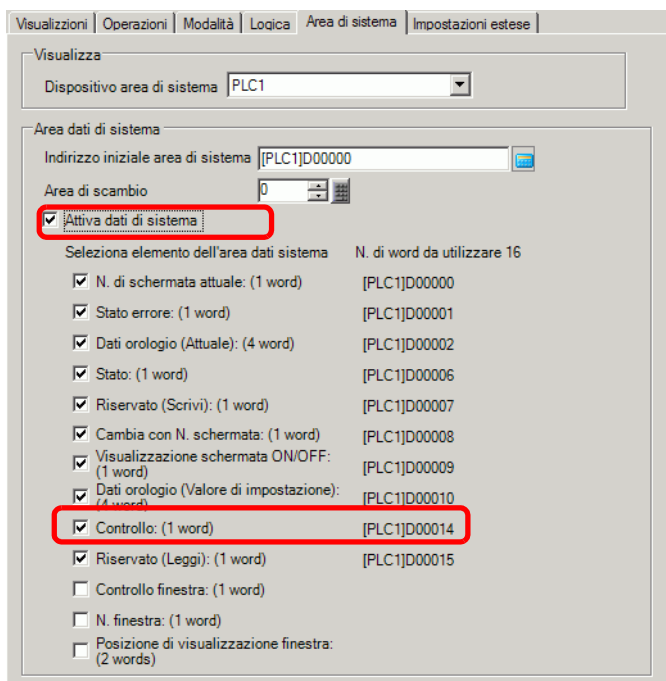 Visualizzioni Operazioni Modalità Logica Area di sistema Impostazioni estese
Visualizza
Dispositivo area di sistema PLC1
Area dati di sistema
Indirizzo iniziale area di sistema [PLC1]D00000
Area di scambio 0
Attiva dati di sistema
Seleziona elemento dell'area dati sistema N. di word da utilizzare 16
N. di schermata attuale: (1 word) [PLC1]D00000
Stato errore: (1 word) [PLC1]D00001
Dati orologio (Attuale): (4 word) [PLC1]D00002
Stato: (1 word) [PLC1]D00006
Riservato (Scrivi): (1 word) [PLC1]D00007
Cambia con N. schermata: (1 word) [PLC1]D00008
Visualizzazione schermata ON/OFF:
(1 word) [PLC1]D00009
Dati orologio (Valore di impostazione):
(4 word) [PLC1]D00010
Controllo: (1 word) [PLC1]D00014
Riservato (Leggi): (1 word) [PLC1]D00015
Controllo finestra: (1 word)
N. finestra: (1 word)
Posizione di visualizzazione finestra:
(2 words)